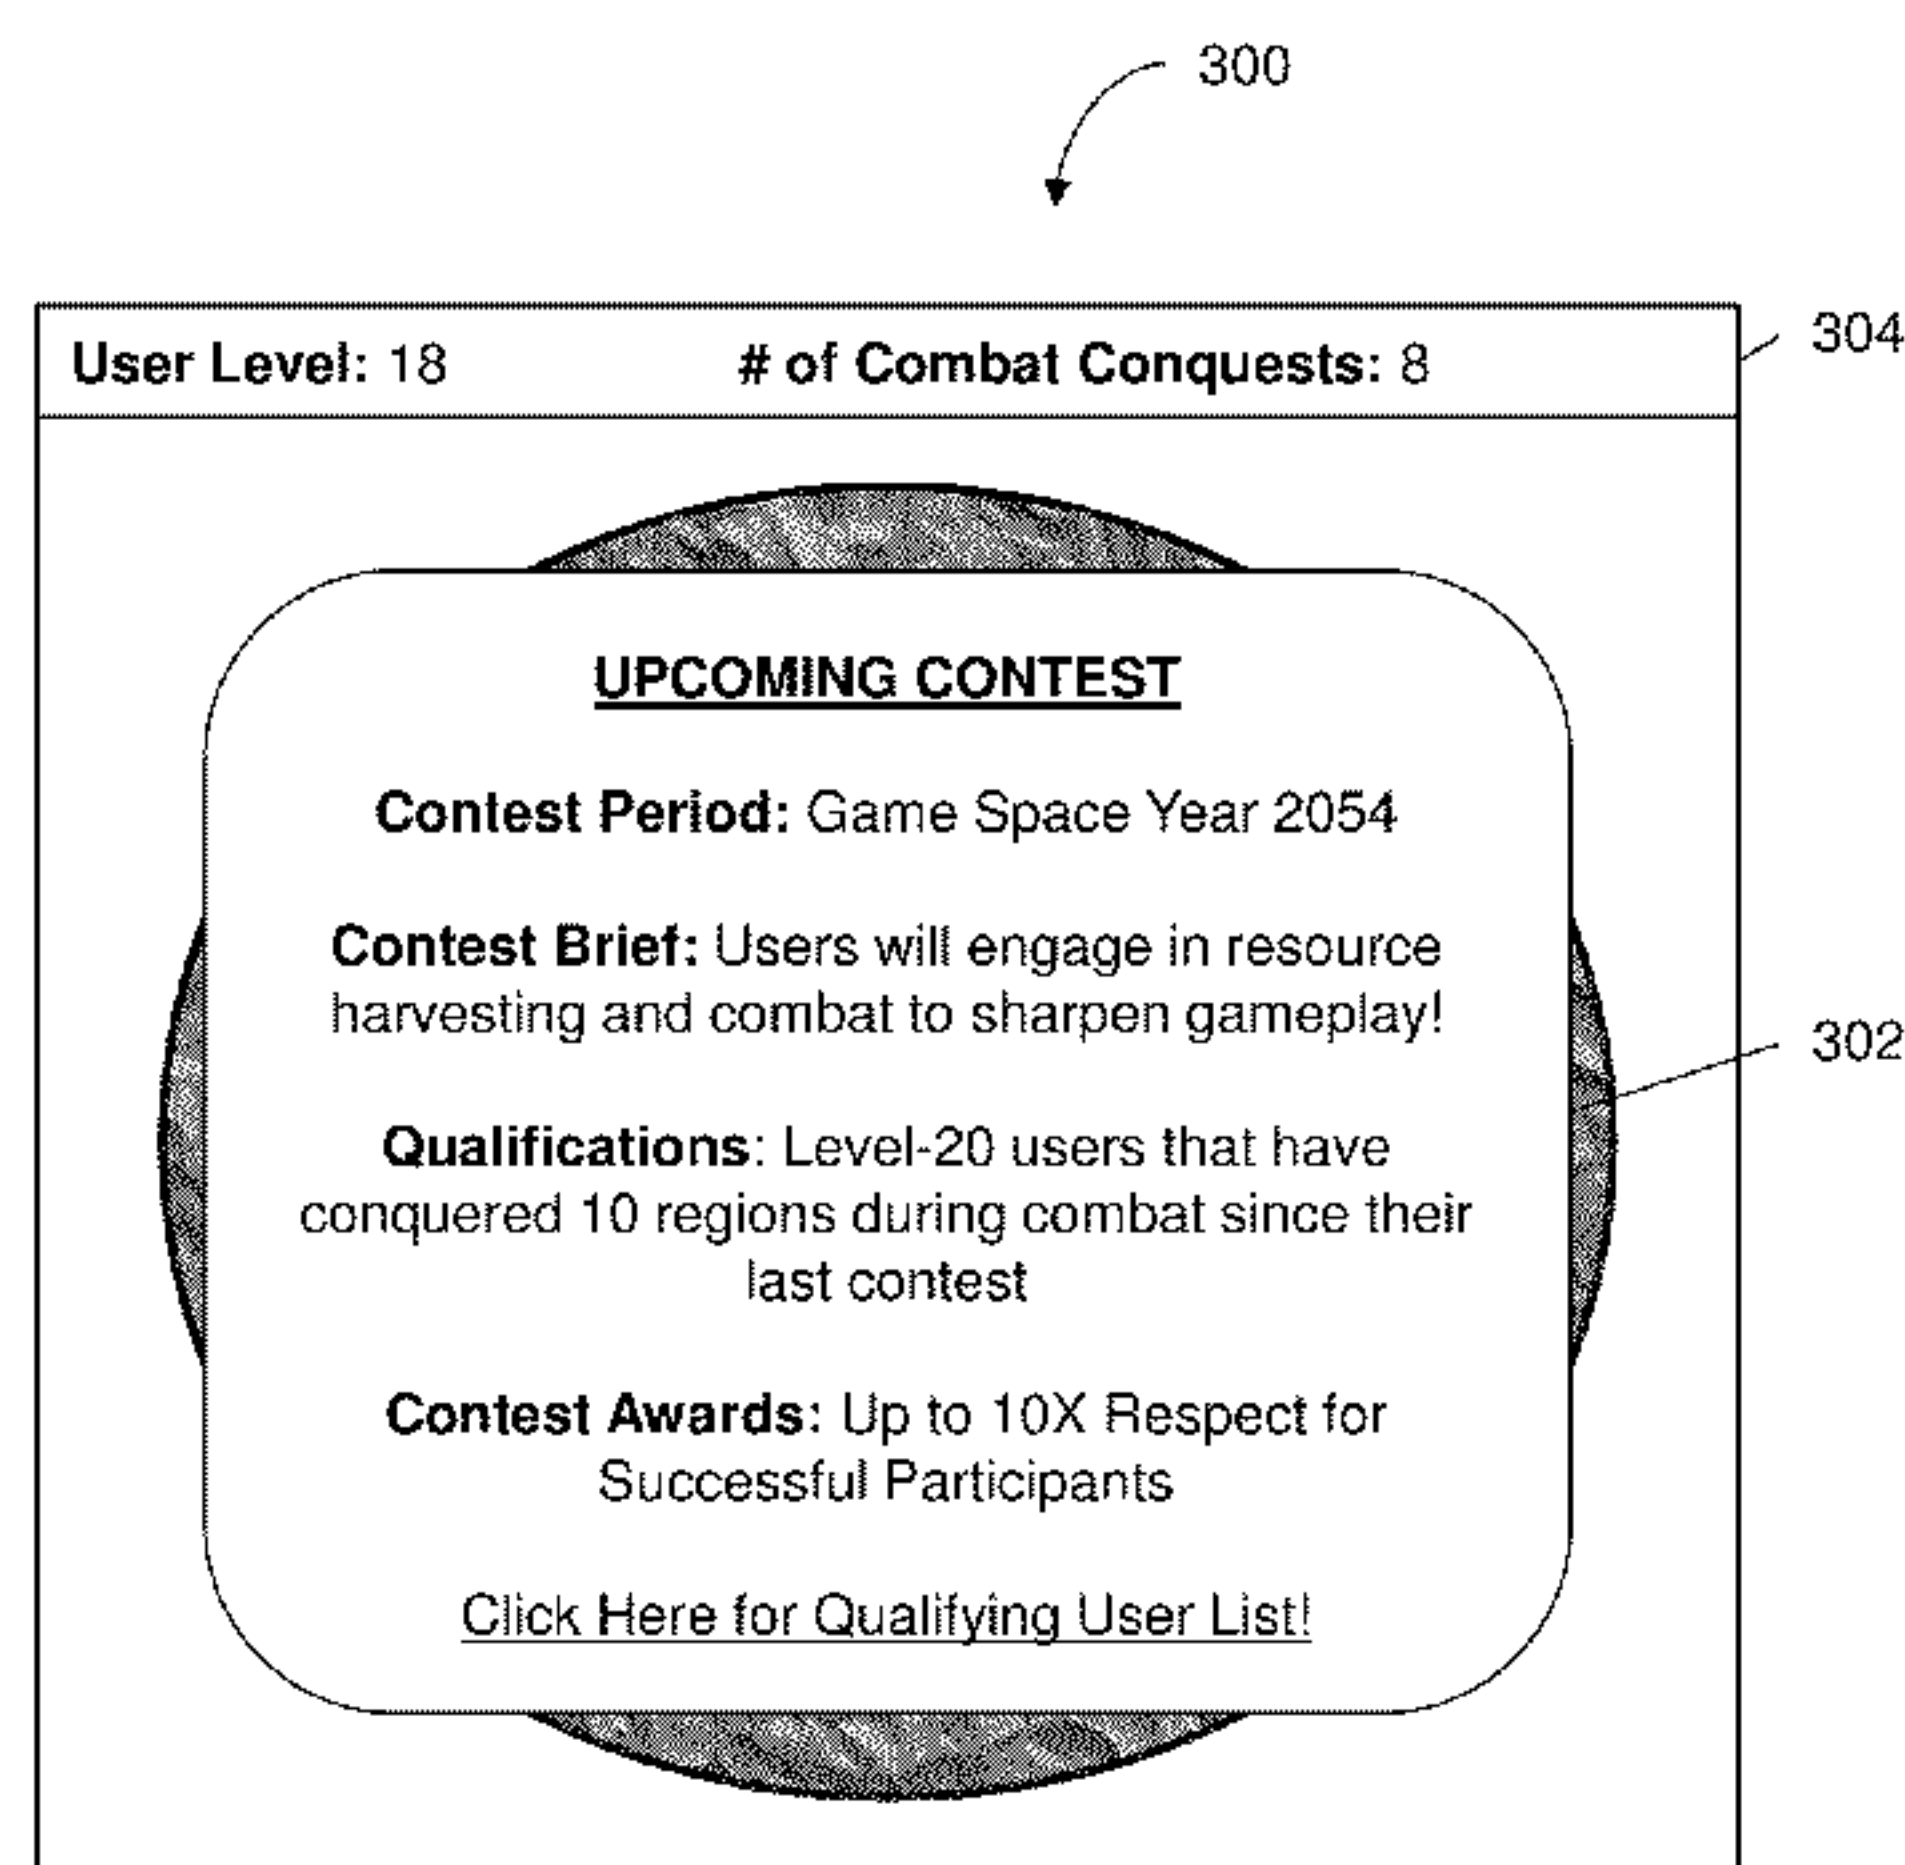 300
User Level: 18 # of Combat Conquests: 8
304
UPCOMING CONTEST
Contest Period: Game Space Year 2054
Contest Brief: Users will engage in resource
harvesting and combat to sharpen gameplay!
302
Qualifications: Level-20 users that have
conquered 10 regions during combat since their
last contest
Contest Awards: Up to 10X Respect for
Successful Participants
Click Here for Qualifying User List!